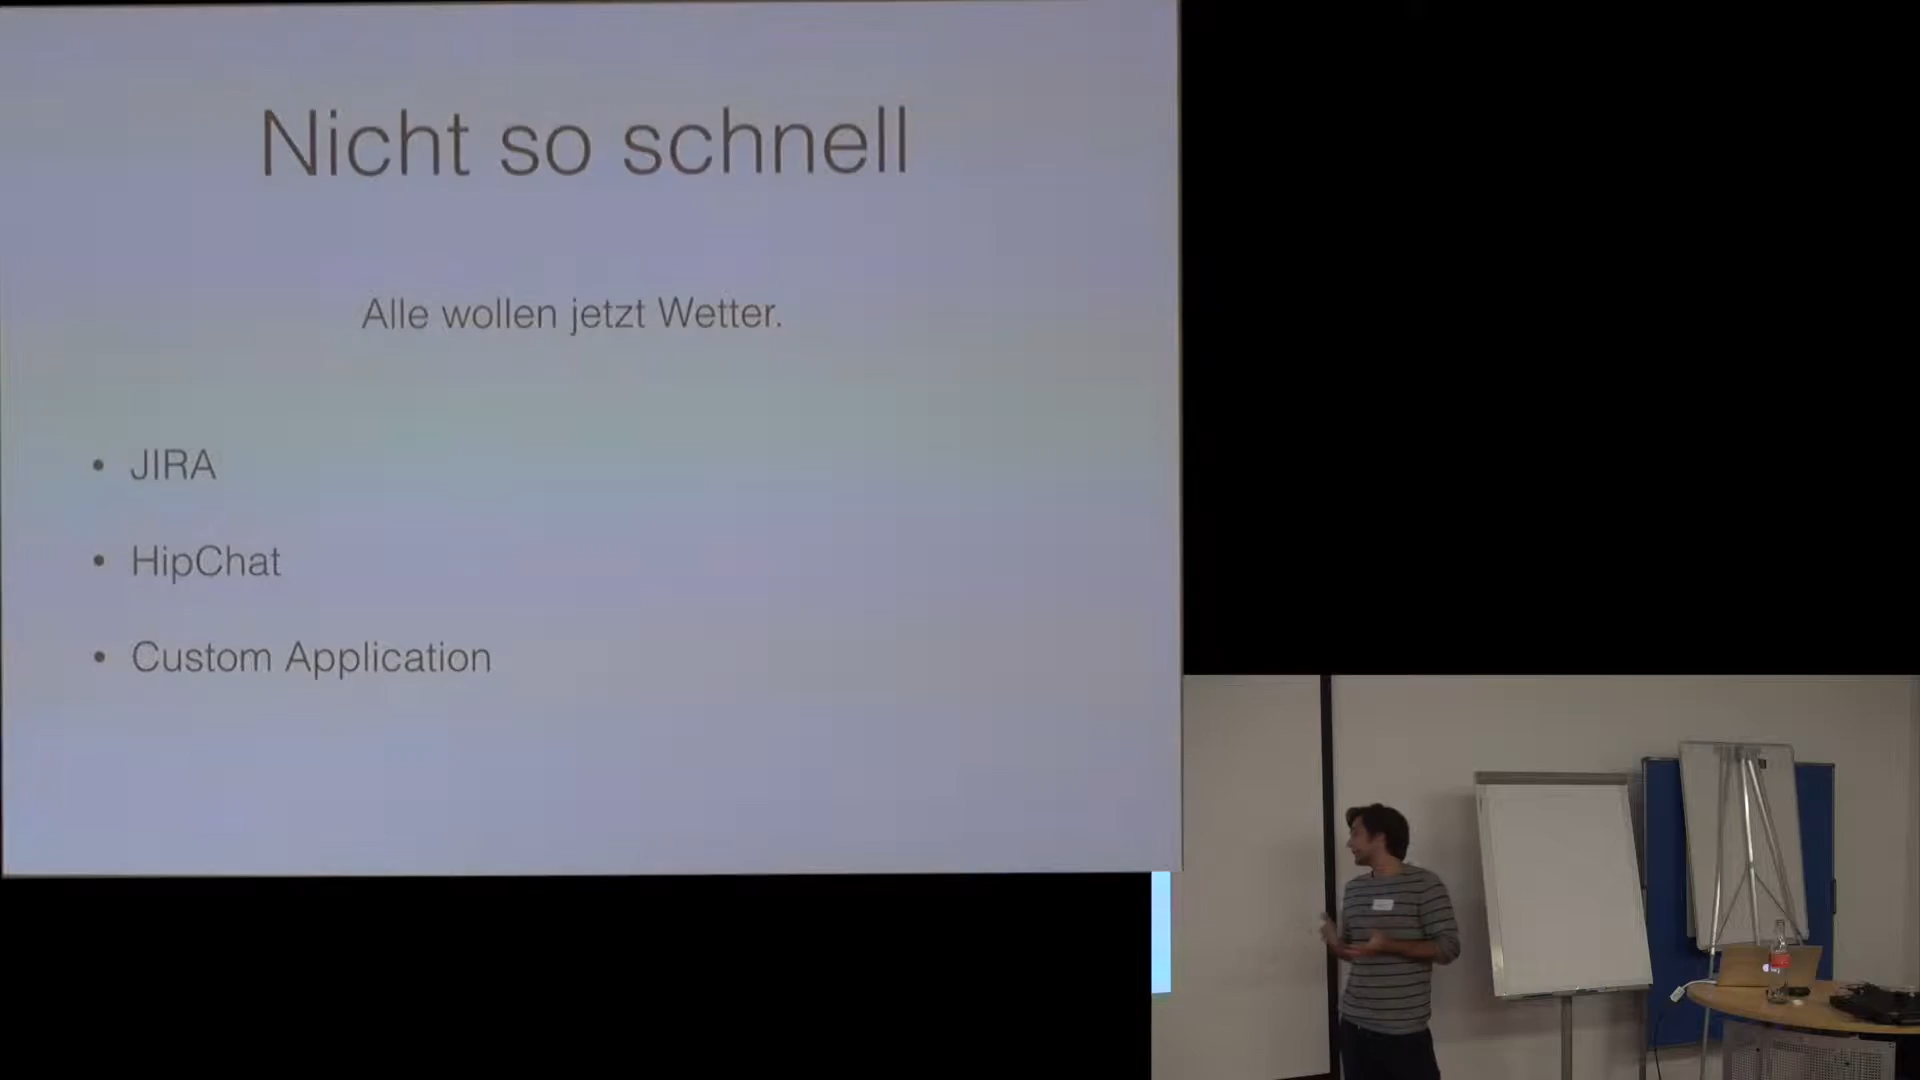 Nicht so schnell
Alle wollen jetzt Wetter.
• JIRA
• HipChat
• Custom Application